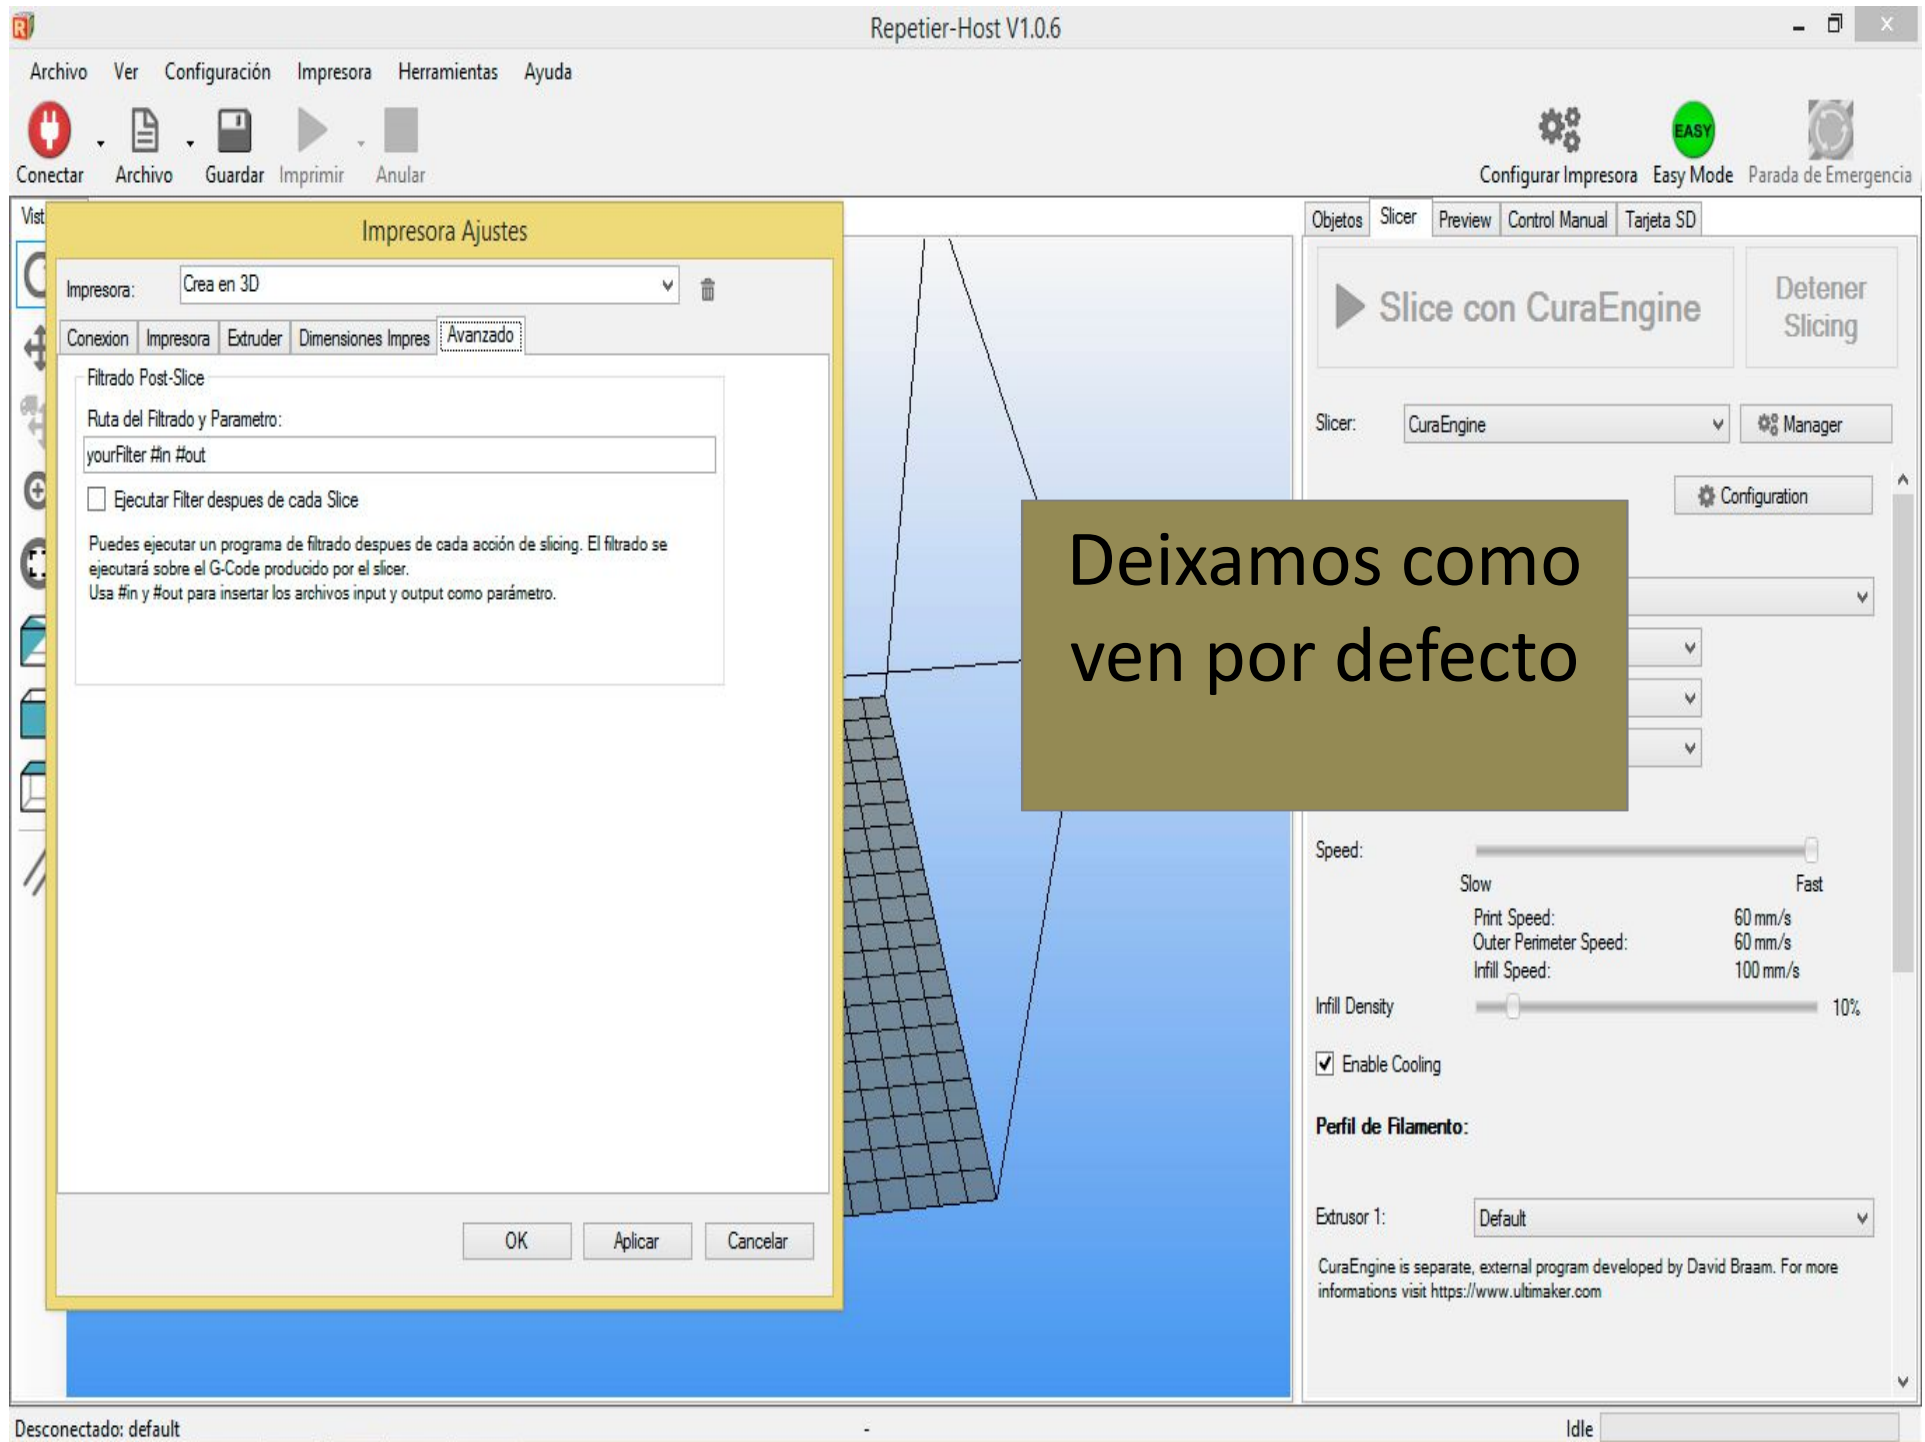 Repetier-Host V1.0.6
Archivo Ver Configuración Impresora Herramientas Ayuda
EASY
Conectar Archivo Guardar Imprimir Anular
Configurar Impresora Easy Mode Parada de Emergencia
Impresora Ajustes
Impresora: Crea en 3D
Conexion Impresora Extruder Dimensiones Impres Avanzado
Filtrado Post-Slice
Ruta del Filtrado y Parametro:
yourFilter #in #out
Ejecutar Filter despues de cada Slice
Puedes ejecutar un programa de filtrado despues de cada acción de slicing. El filtrado se
ejecutará sobre el G-Code producido por el slicer.
Usa #in y #out para insertar los archivos input y output como parámetro.
OK Aplicar Cancelar
Deixamos como
ven por defecto
Objetos Slicer Preview Control Manual Tarjeta SD
Slice con CuraEngine
Detener
Slicing
Slicer: CuraEngine Manager
Configuration
Speed:
Slow Fast
Print Speed: 60 mm/s
Outer Perimeter Speed: 60 mm/s
Infill Speed: 100 mm/s
Infill Density 10%
Enable Cooling
Perfil de Filamento:
Extrusor 1: Default
CuraEngine is separate, external program developed by David Braam. For more
informations visit https://www.ultimaker.com
Desconectado: default - Idle